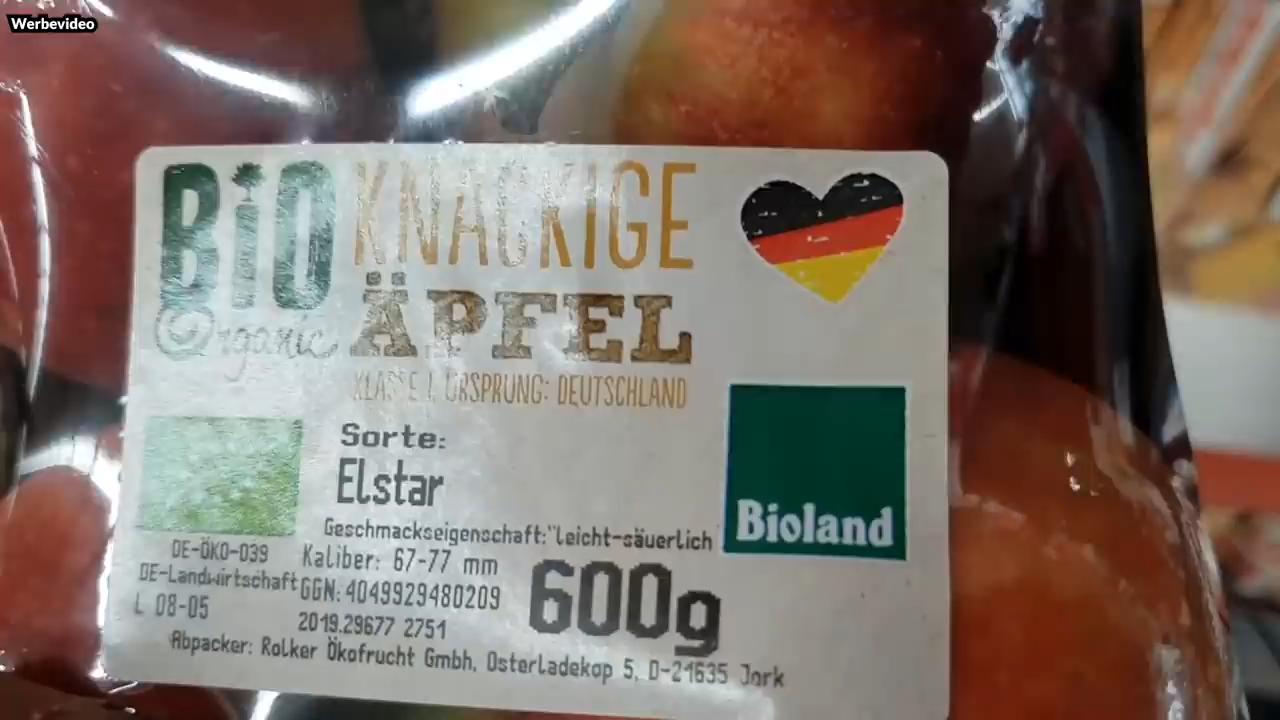 Werbevideo
BiO
Organic
KNACKIGE
ÄPFEL
KLASSE I, URSPRUNG: DEUTSCHLAND
Sorte:
Elstar
Geschmackseigenschaft:"leicht-säuerlich
Bioland
DE-ÖKO-039
Kaliber: 67-77 mm
600g
DE-Landwirtschaft
GGN: 4049929480209
L 08-05
2019.29677 2751
Abpacker: Rolker Ökofrucht Gmbh, Osterladekop 5, D-21635 Jork